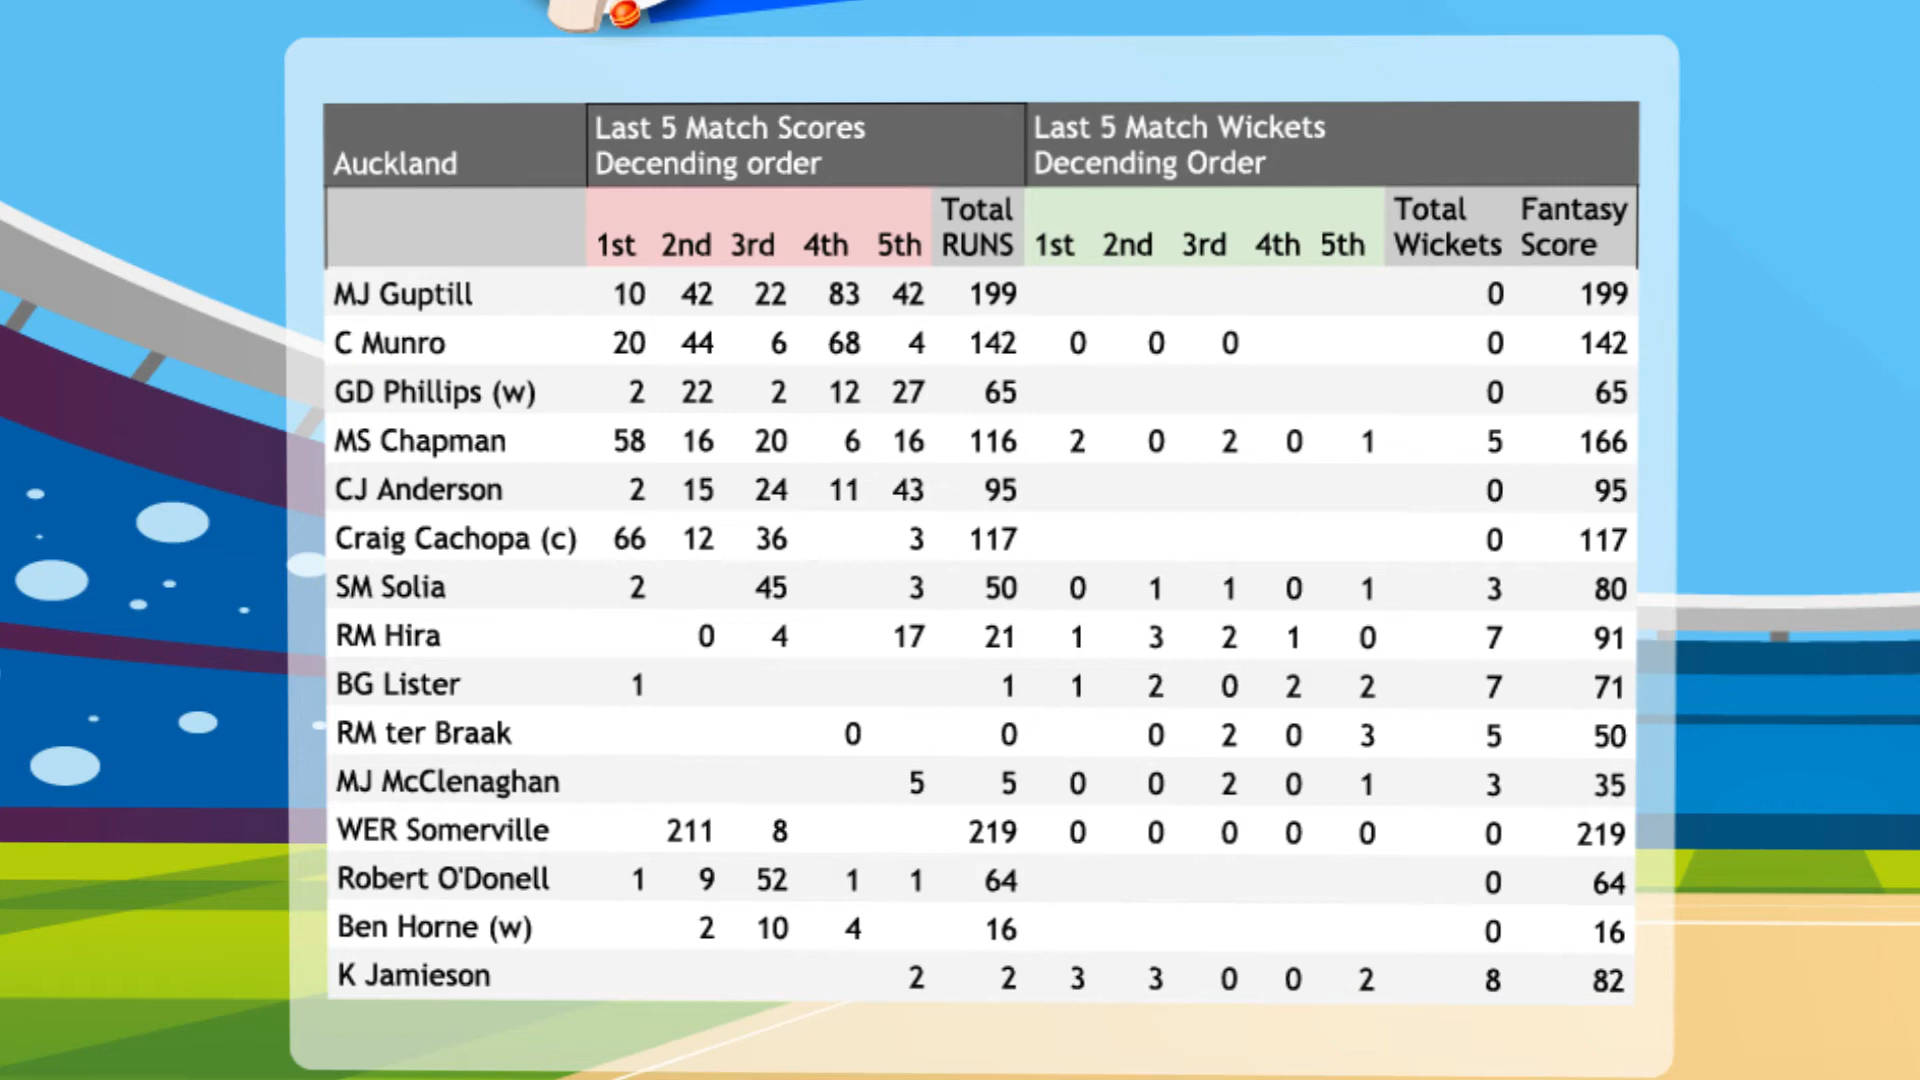 Auckland Last 5 Match Scores Decending order Last 5 Match Wickets Decending Order
1st 2nd 3rd 4th 5th Total RUNS 1st 2nd 3rd 4th 5th Total Wickets Fantasy Score
MJ Guptill 10 42 22 83 42 199 0 199
C Munro 20 44 6 68 4 142 0 0 0 0 142
GD Phillips (w) 2 22 2 12 27 65 0 65
MS Chapman 58 16 20 6 16 116 2 0 2 0 1 5 166
CJ Anderson 2 15 24 11 43 95 0 95
Craig Cachopa (c) 66 12 36 3 117 0 117
SM Solia 2 45 3 50 0 1 1 0 1 3 80
RM Hira 0 4 17 21 1 3 2 1 0 7 91
BG Lister 1 1 1 2 0 2 2 7 71
RM ter Braak 0 0 0 2 0 3 5 50
MJ McClenaghan 5 5 0 0 2 0 1 3 35
WER Somerville 211 8 219 0 0 0 0 0 0 219
Robert O'Donell 1 9 52 1 1 64 0 64
Ben Horne (w) 2 10 4 16 0 16
K Jamieson 2 2 3 3 0 0 2 8 82